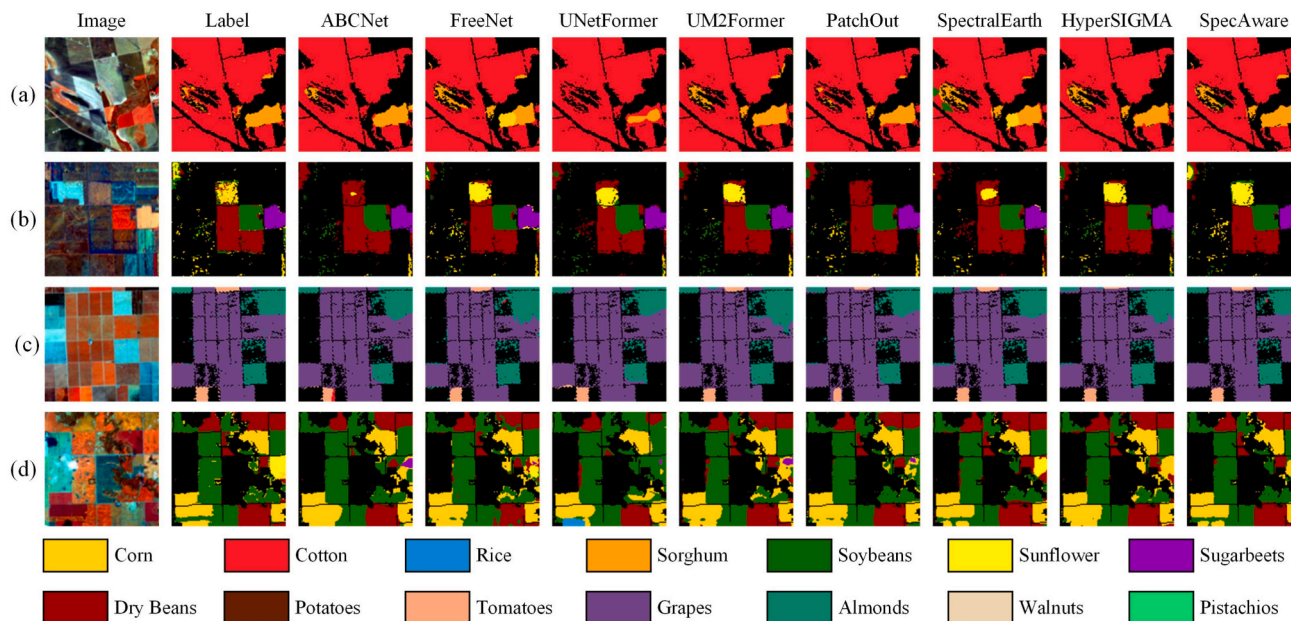 Image Label ABCNet FreeNet UNetFormer UM2Former PatchOut SpectralEarth HyperSIGMA SpecAware
(a)
(b)
(c)
(d)
Corn Cotton Rice Sorghum Soybeans Sunflower Sugarbeets
Dry Beans Potatoes Tomatoes Grapes Almonds Walnuts Pistachios